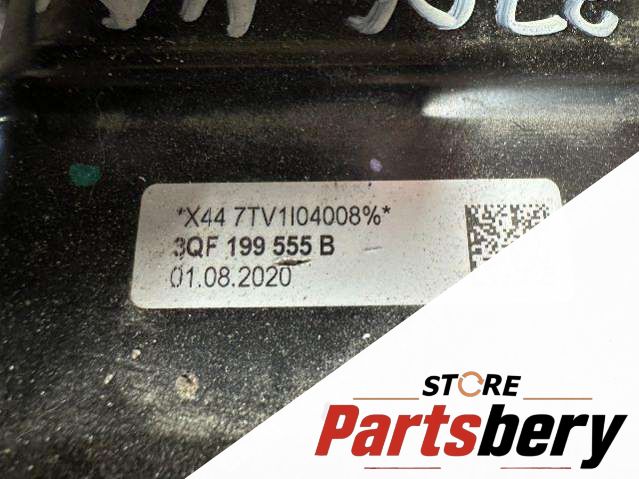 *X44 7TV1I04008%*
3QF 199 555 B
01.08.2020
STORE
Partsbery